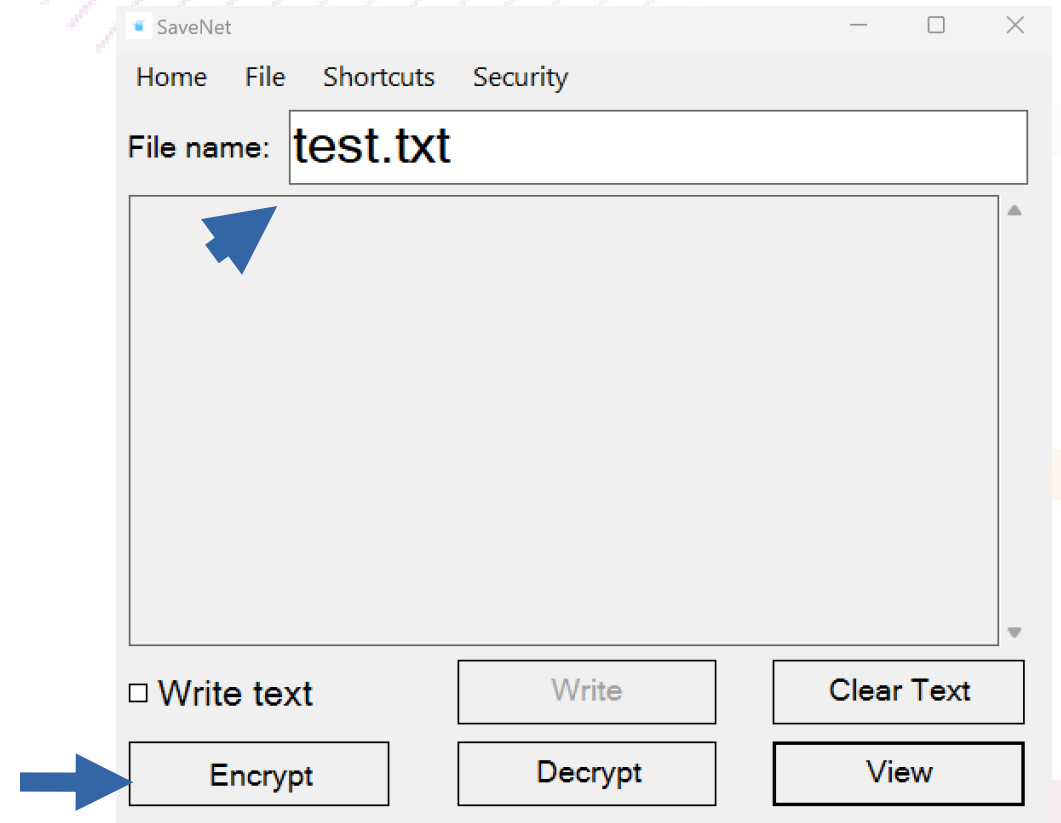 SaveNet
Home File Shortcuts Security
File name: test.txt
Write text Write Clear Text
Encrypt Decrypt View